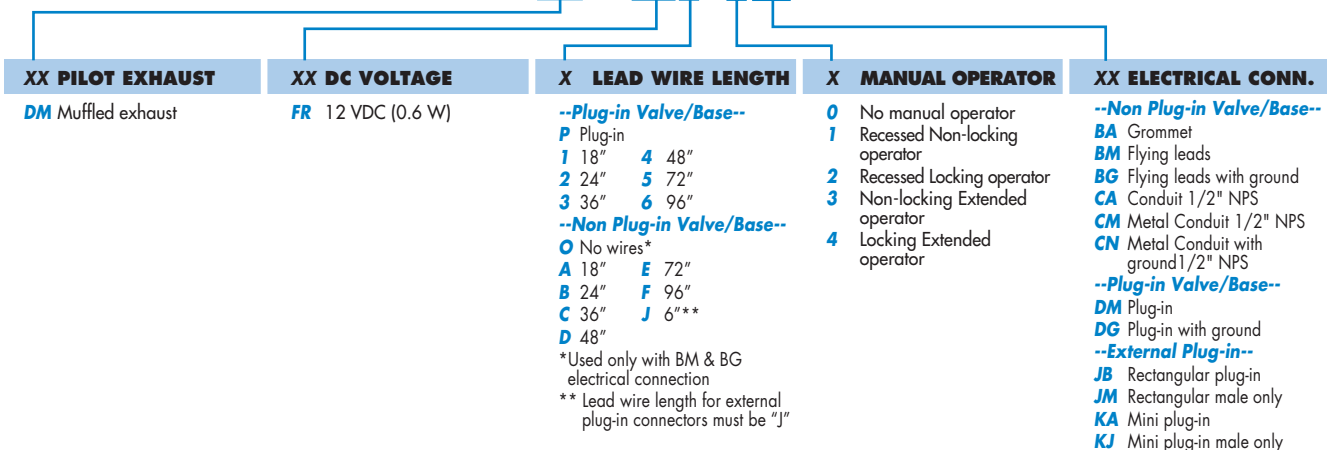 XX PILOT EXHAUST
DM Muffled exhaust
XX DC VOLTAGE
FR 12 VDC (0.6 W)
X LEAD WIRE LENGTH
--Plug-in Valve/Base--
P Plug-in
1 18" 4 48"
2 24" 5 72"
3 36" 6 96"
--Non Plug-in Valve/Base--
O No wires*
A 18" E 72"
B 24" F 96"
C 36" J 6"**
D 48"
*Used only with BM & BG
electrical connection
** Lead wire length for external
plug-in connectors must be "J"
X MANUAL OPERATOR
0 No manual operator
1 Recessed Non-locking
operator
2 Recessed Locking operator
3 Non-locking Extended
operator
4 Locking Extended
operator
XX ELECTRICAL CONN.
--Non Plug-in Valve/Base--
BA Grommet
BM Flying leads
BG Flying leads with ground
CA Conduit 1/2" NPS
CM Metal Conduit 1/2" NPS
CN Metal Conduit with
ground1/2" NPS
--Plug-in Valve/Base--
DM Plug-in
DG Plug-in with ground
--External Plug-in--
JB Rectangular plug-in
JM Rectangular male only
KA Mini plug-in
KJ Mini plug-in male only